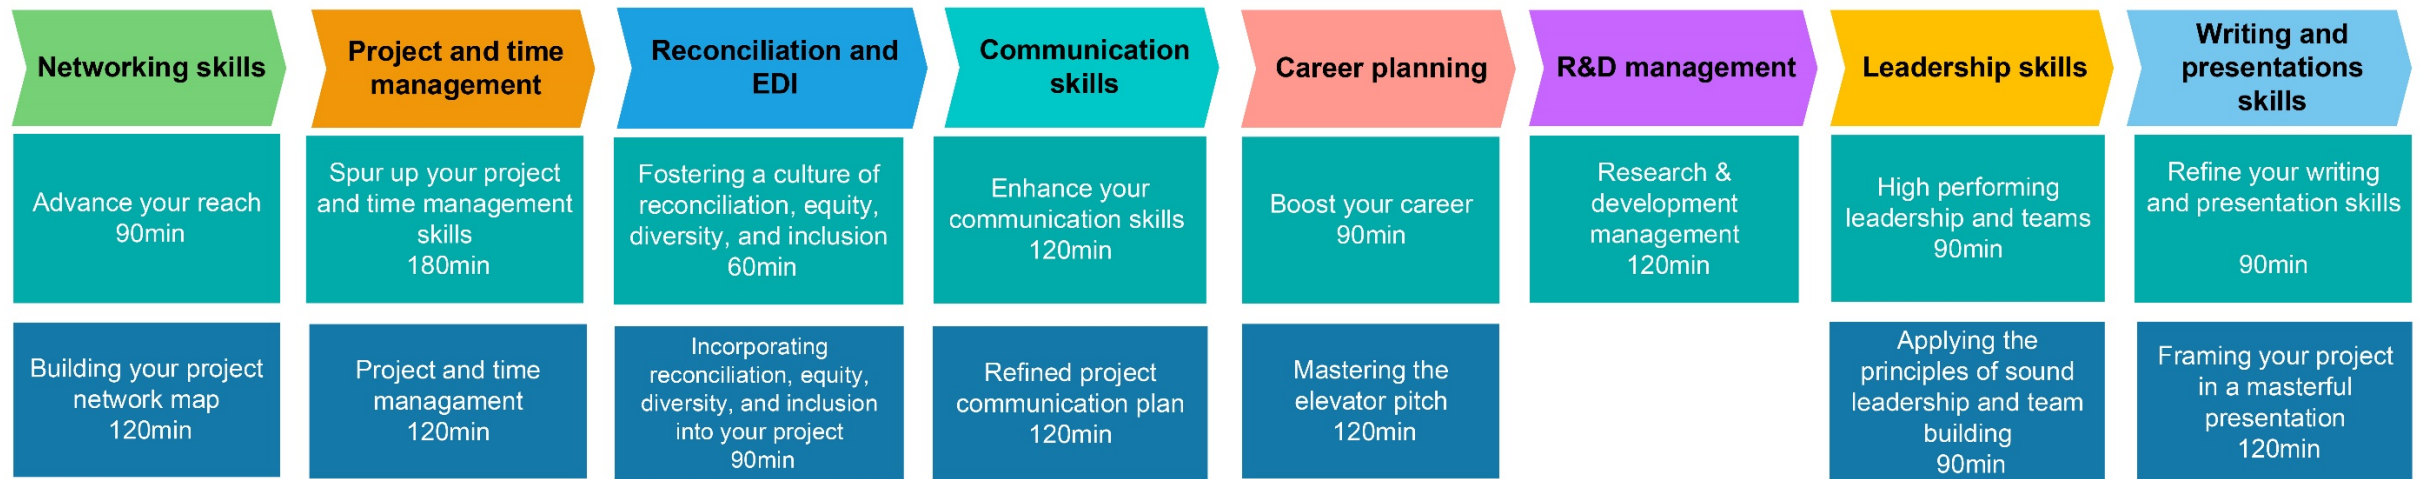 Networking skills
Project and time
management
Reconciliation and
EDI
Communication
skills
Career planning
R&D management
Leadership skills
Writing and
presentations
skills
Advance your reach
90min
Spur up your project
and time management
skills
180min
Fostering a culture of
reconciliation, equity,
diversity, and inclusion
60min
Enhance your
communication skills
120min
Boost your career
90min
Research &
development
management
120min
High performing
leadership and teams
90min
Refine your writing
and presentation skills
90min
Building your project
network map
120min
Project and time
managament
120min
Incorporating
reconciliation, equity,
diversity, and inclusion
into your project
90min
Refined project
communication plan
120min
Mastering the
elevator pitch
120min
Applying the
principles of sound
leadership and team
building
90min
Framing your project
in a masterful
presentation
120min